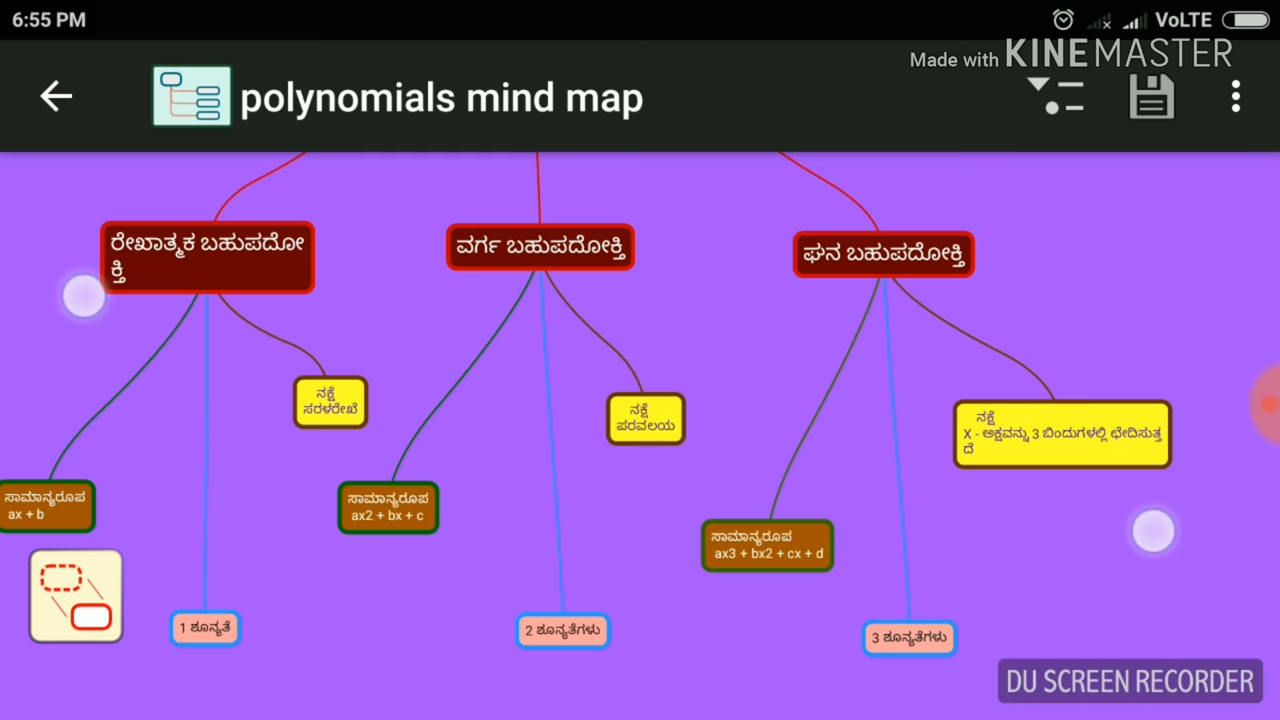 6:55 PM
VoLTE
Made with KINEMASTER
polynomials mind map
ರೇಖಾತ್ಮಕ ಬಹುಪದೋ
ಕ್ತಿ
ವರ್ಗ ಬಹುಪದೋಕ್ತಿ
ಘನ ಬಹುಪದೋಕ್ತಿ
ನಕ್ಷೆ
ಸರಳರೇಖೆ
ನಕ್ಷೆ
ಪರವಲಯ
ನಕ್ಷೆ
X - ಅಕ್ಷವನ್ನು 3 ಬಿಂದುಗಳಲ್ಲಿ ಛೇದಿಸುತ್ತ
ದೆ
ಸಾಮಾನ್ಯರೂಪ
ax + b
ಸಾಮಾನ್ಯರೂಪ
ax2 + bx + c
ಸಾಮಾನ್ಯರೂಪ
ax3 + bx2 + cx + d
1 ಶೂನ್ಯತೆ
2 ಶೂನ್ಯತೆಗಳು
3 ಶೂನ್ಯತೆಗಳು
DU SCREEN RECORDER